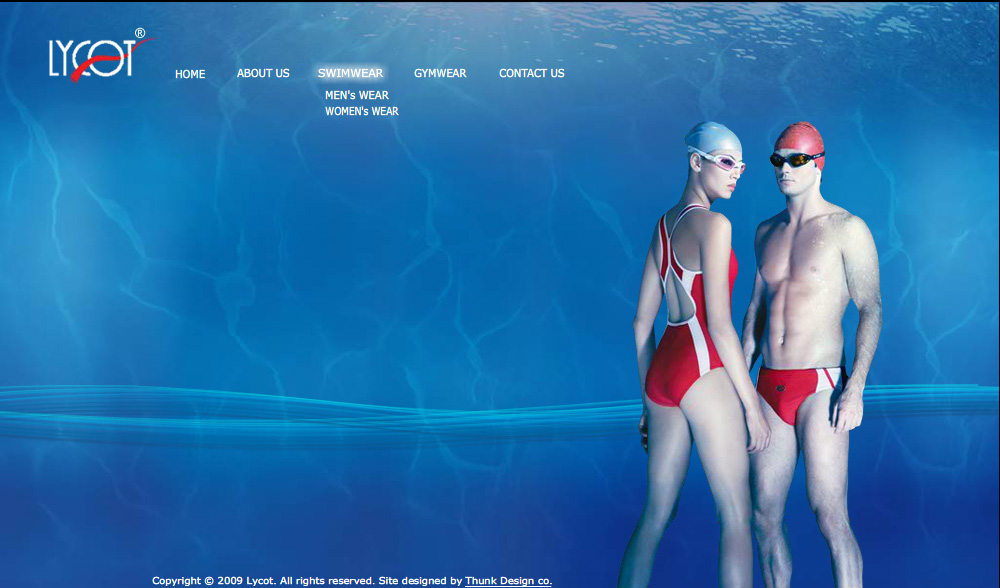 LYCOT®
HOME ABOUT US SWIMWEAR GYMWEAR CONTACT US
MEN's WEAR
WOMEN's WEAR
Copyright © 2009 Lycot. All rights reserved. Site designed by Thunk Design co.